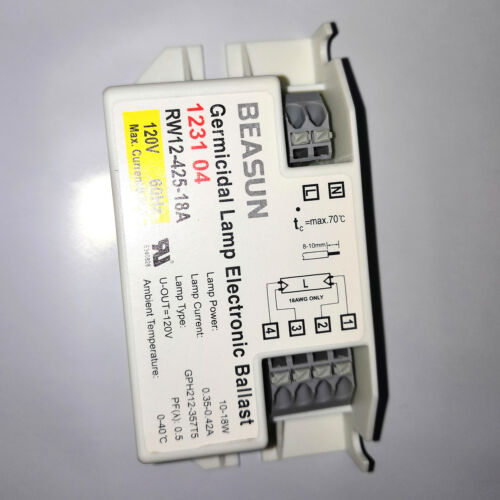 BEASUN
Germicidal Lamp Electronic Ballast
1231 04
RW12-425-18A
120V 60Hz
Max. Current:
Lamp Power: 10-18W
Lamp Current: 0.35-0.42A
Lamp Type: GPH212-357T5
U-OUT=120V PF(λ): 0.5
Ambient Temperature: 0-40℃
L N
tc=max.70℃
8-10mm
L
18AWG ONLY
4 3 2 1